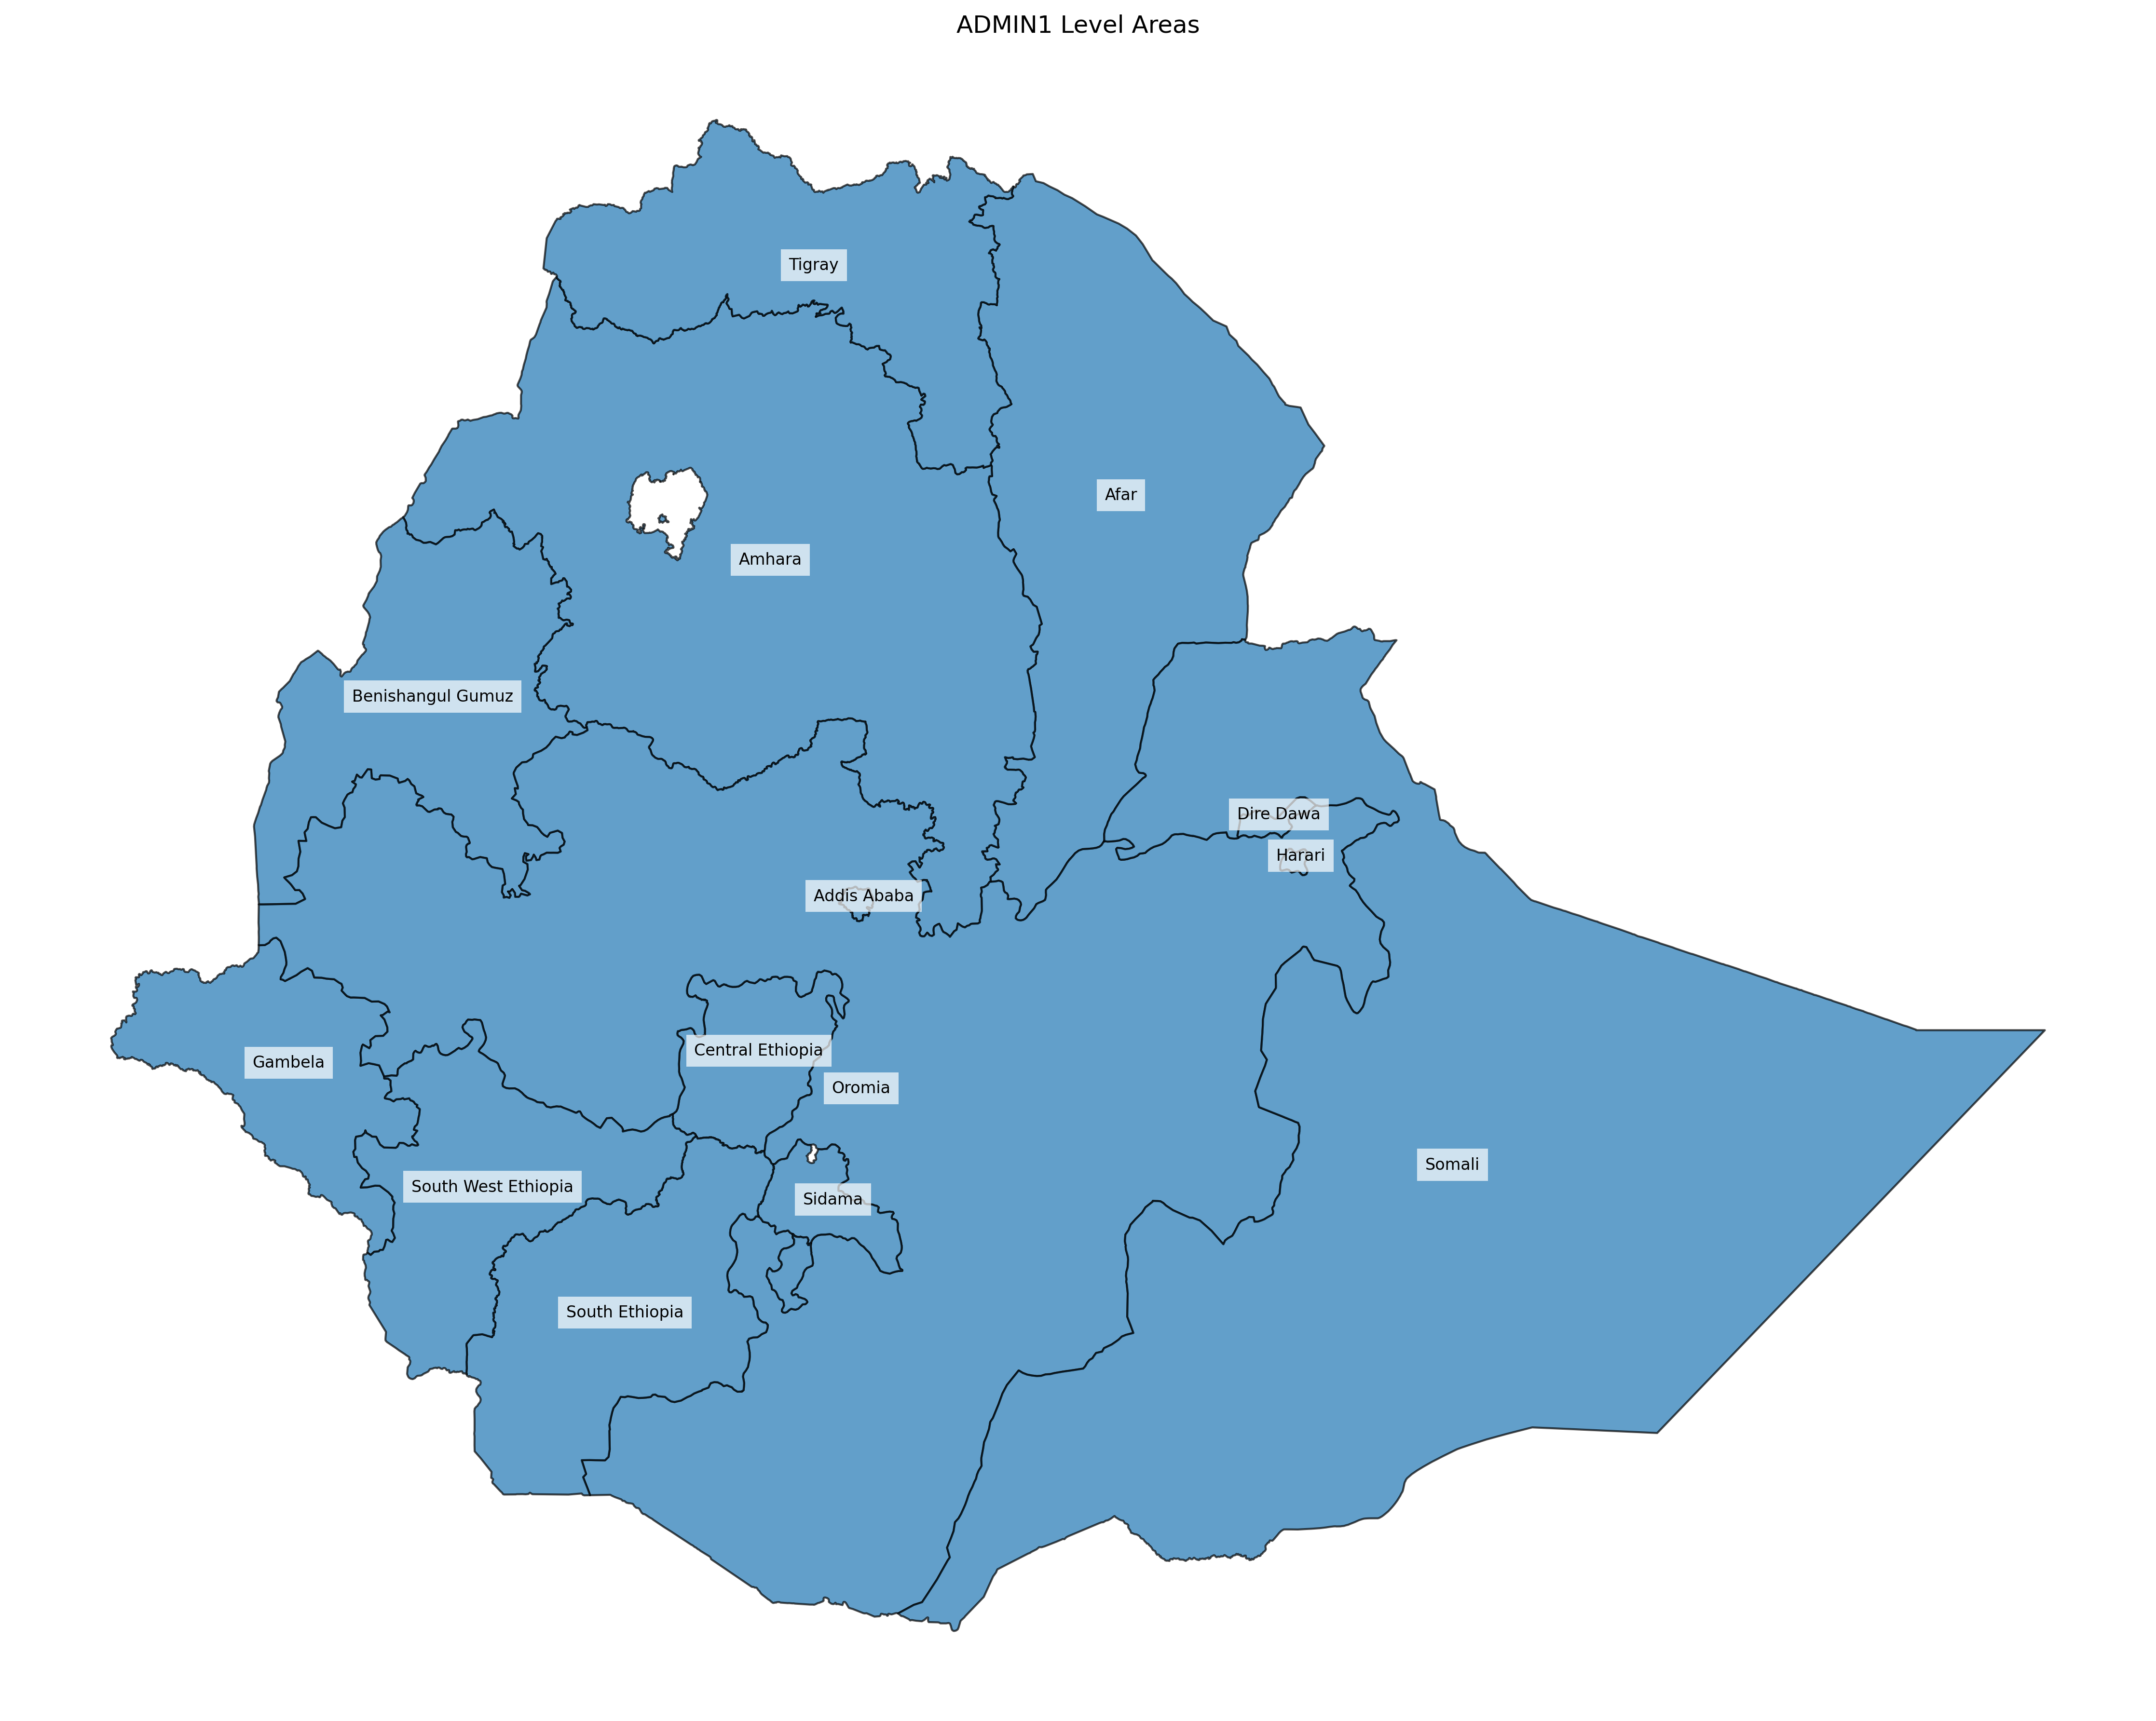 ADMIN1 Level Areas
Tigray
Afar
Amhara
Benishangul Gumuz
Dire Dawa
Harari
Addis Ababa
Central Ethiopia
Gambela
Oromia
Somali
South West Ethiopia
Sidama
South Ethiopia